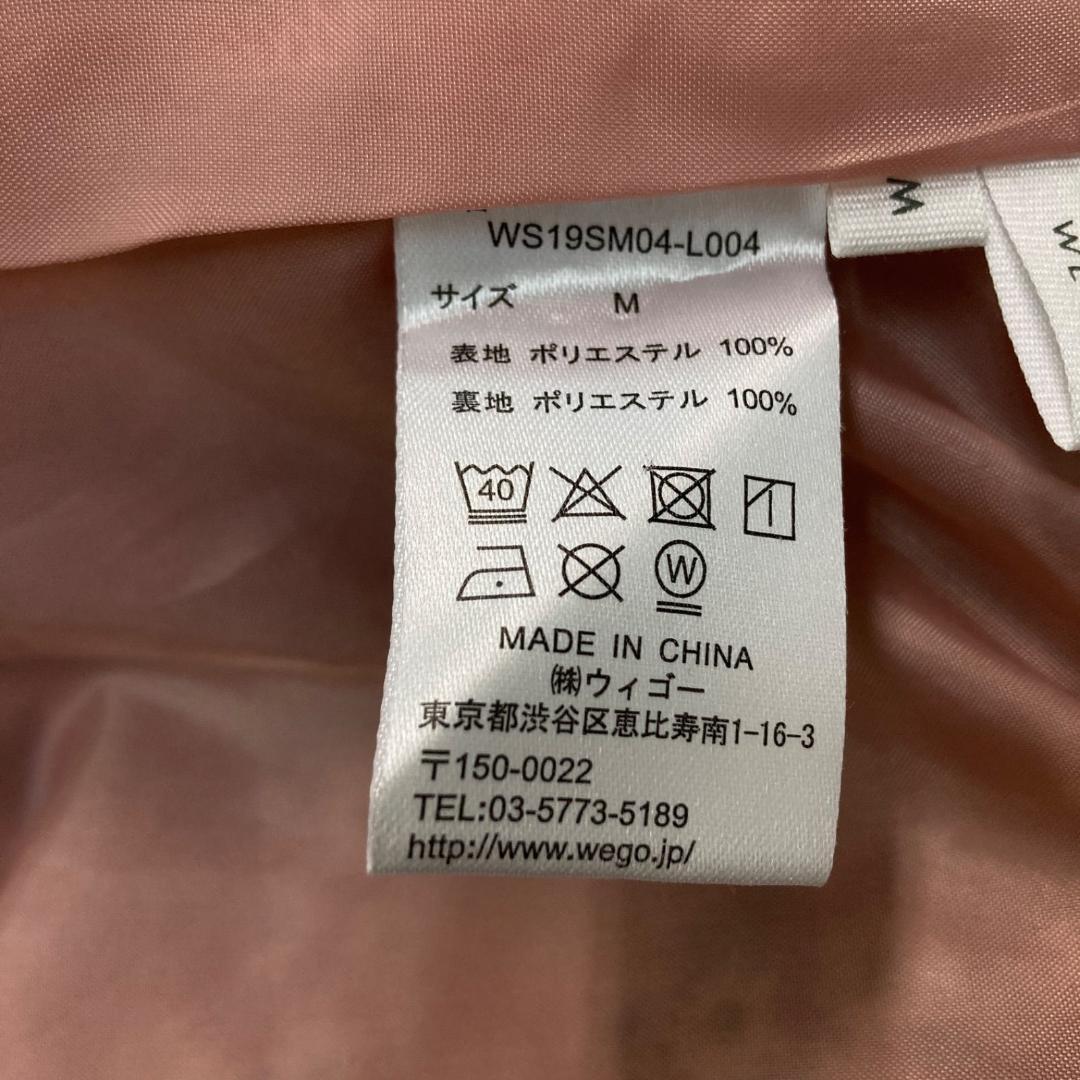 WS19SM04-L004
サイズ M
表地 ポリエステル 100%
裏地 ポリエステル 100%
40
W
MADE IN CHINA
㈱ウィゴー
東京都渋谷区恵比寿南1-16-3
〒150-0022
TEL:03-5773-5189
http://www.wego.jp/
M